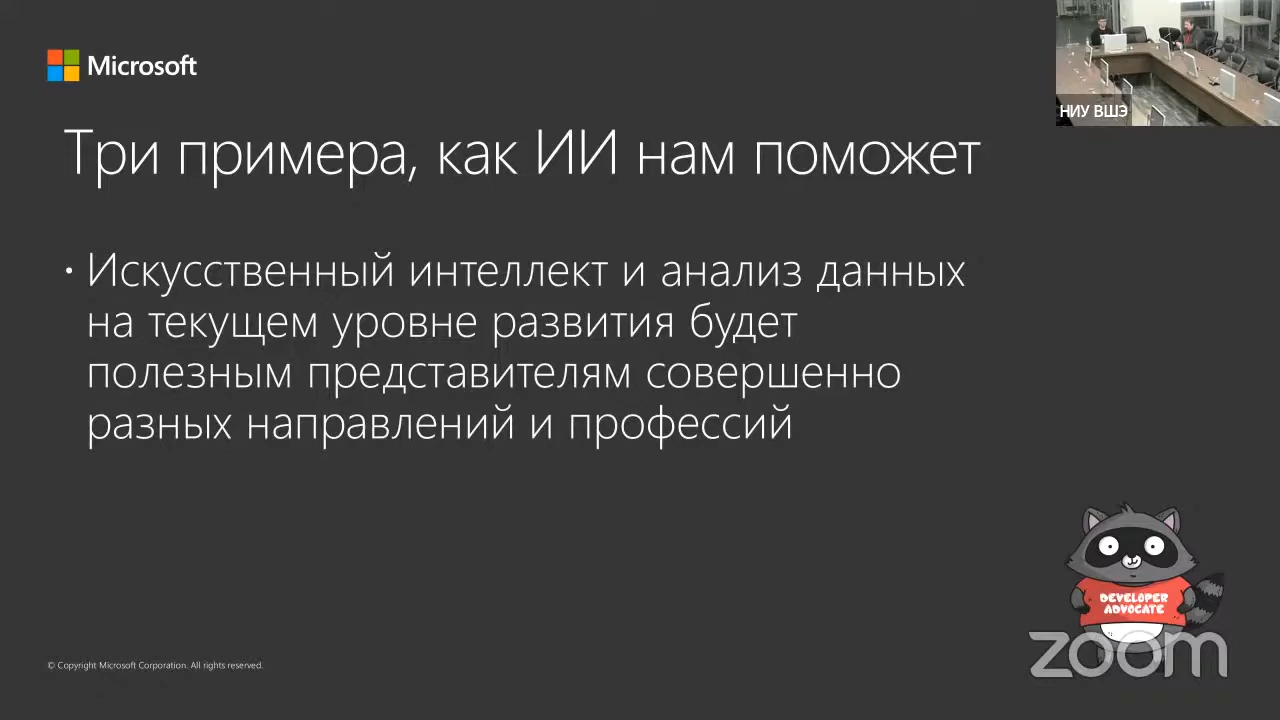 Microsoft
НИУ ВШЭ
Три примера, как ИИ нам поможет
• Искусственный интеллект и анализ данных
на текущем уровне развития будет
полезным представителям совершенно
разных направлений и профессий
DEVELOPER
ADVOCATE
zoom
© Copyright Microsoft Corporation. All rights reserved.